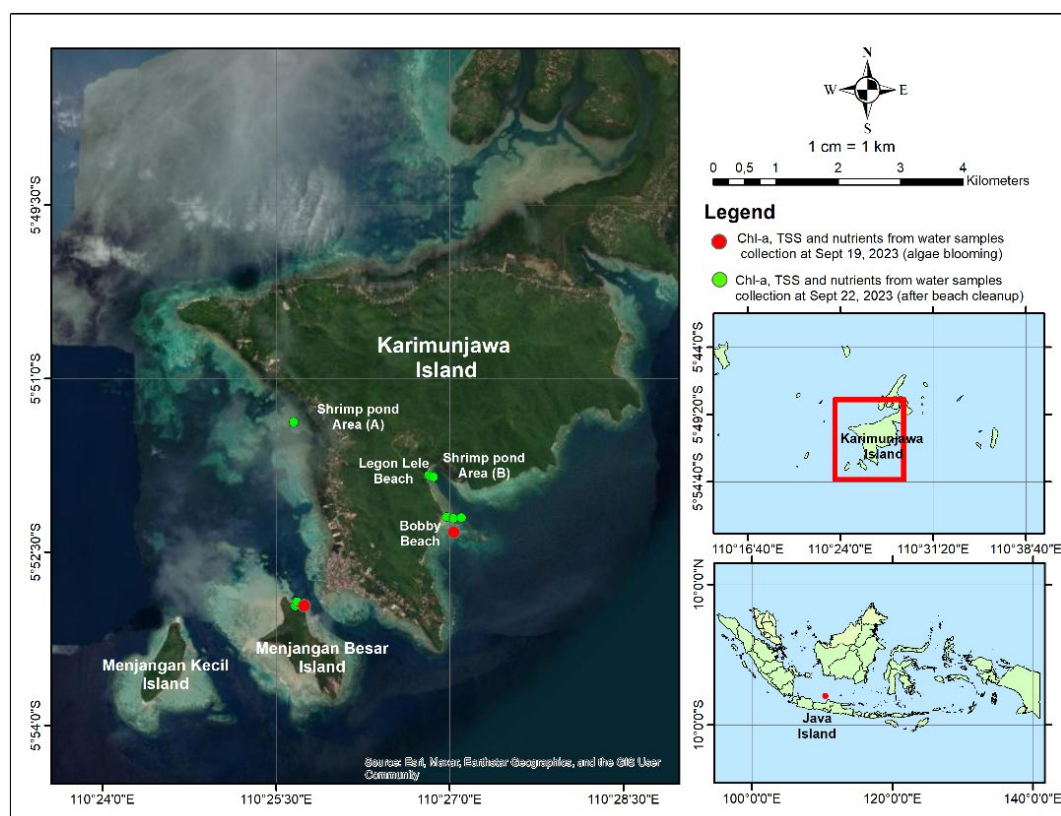 5°49'30"S
5°51'0"S
5°52'30"S
5°54'0"S
Karimunjawa
Island
Shrimp pond
Area (A)
Legon Lele
Beach
Shrimp pond
Area (B)
Bobby
Beach
Menjangan Besar
Island
Menjangan Kecil
Island
Source: Esri, Maxar, Earthstar Geographics, and the GIS User
Community
110°24'0"E
110°25'30"E
110°27'0"E
110°28'30"E
N
W
E
S
1 cm = 1 km
0 0,5 1 2 3 4
Kilometers
Legend
Chl-a, TSS and nutrients from water samples
collection at Sept 19, 2023 (algae blooming)
Chl-a, TSS and nutrients from water samples
collection at Sept 22, 2023 (after beach cleanup)
5°44'0"S
5°49'20"S
5°54'40"S
Karimunjawa
Island
110°16'40"E
110°24'0"E
110°31'20"E
110°38'40"E
10°0'0"N
10°0'0"S
Java
Island
100°0'0"E
120°0'0"E
140°0'0"E